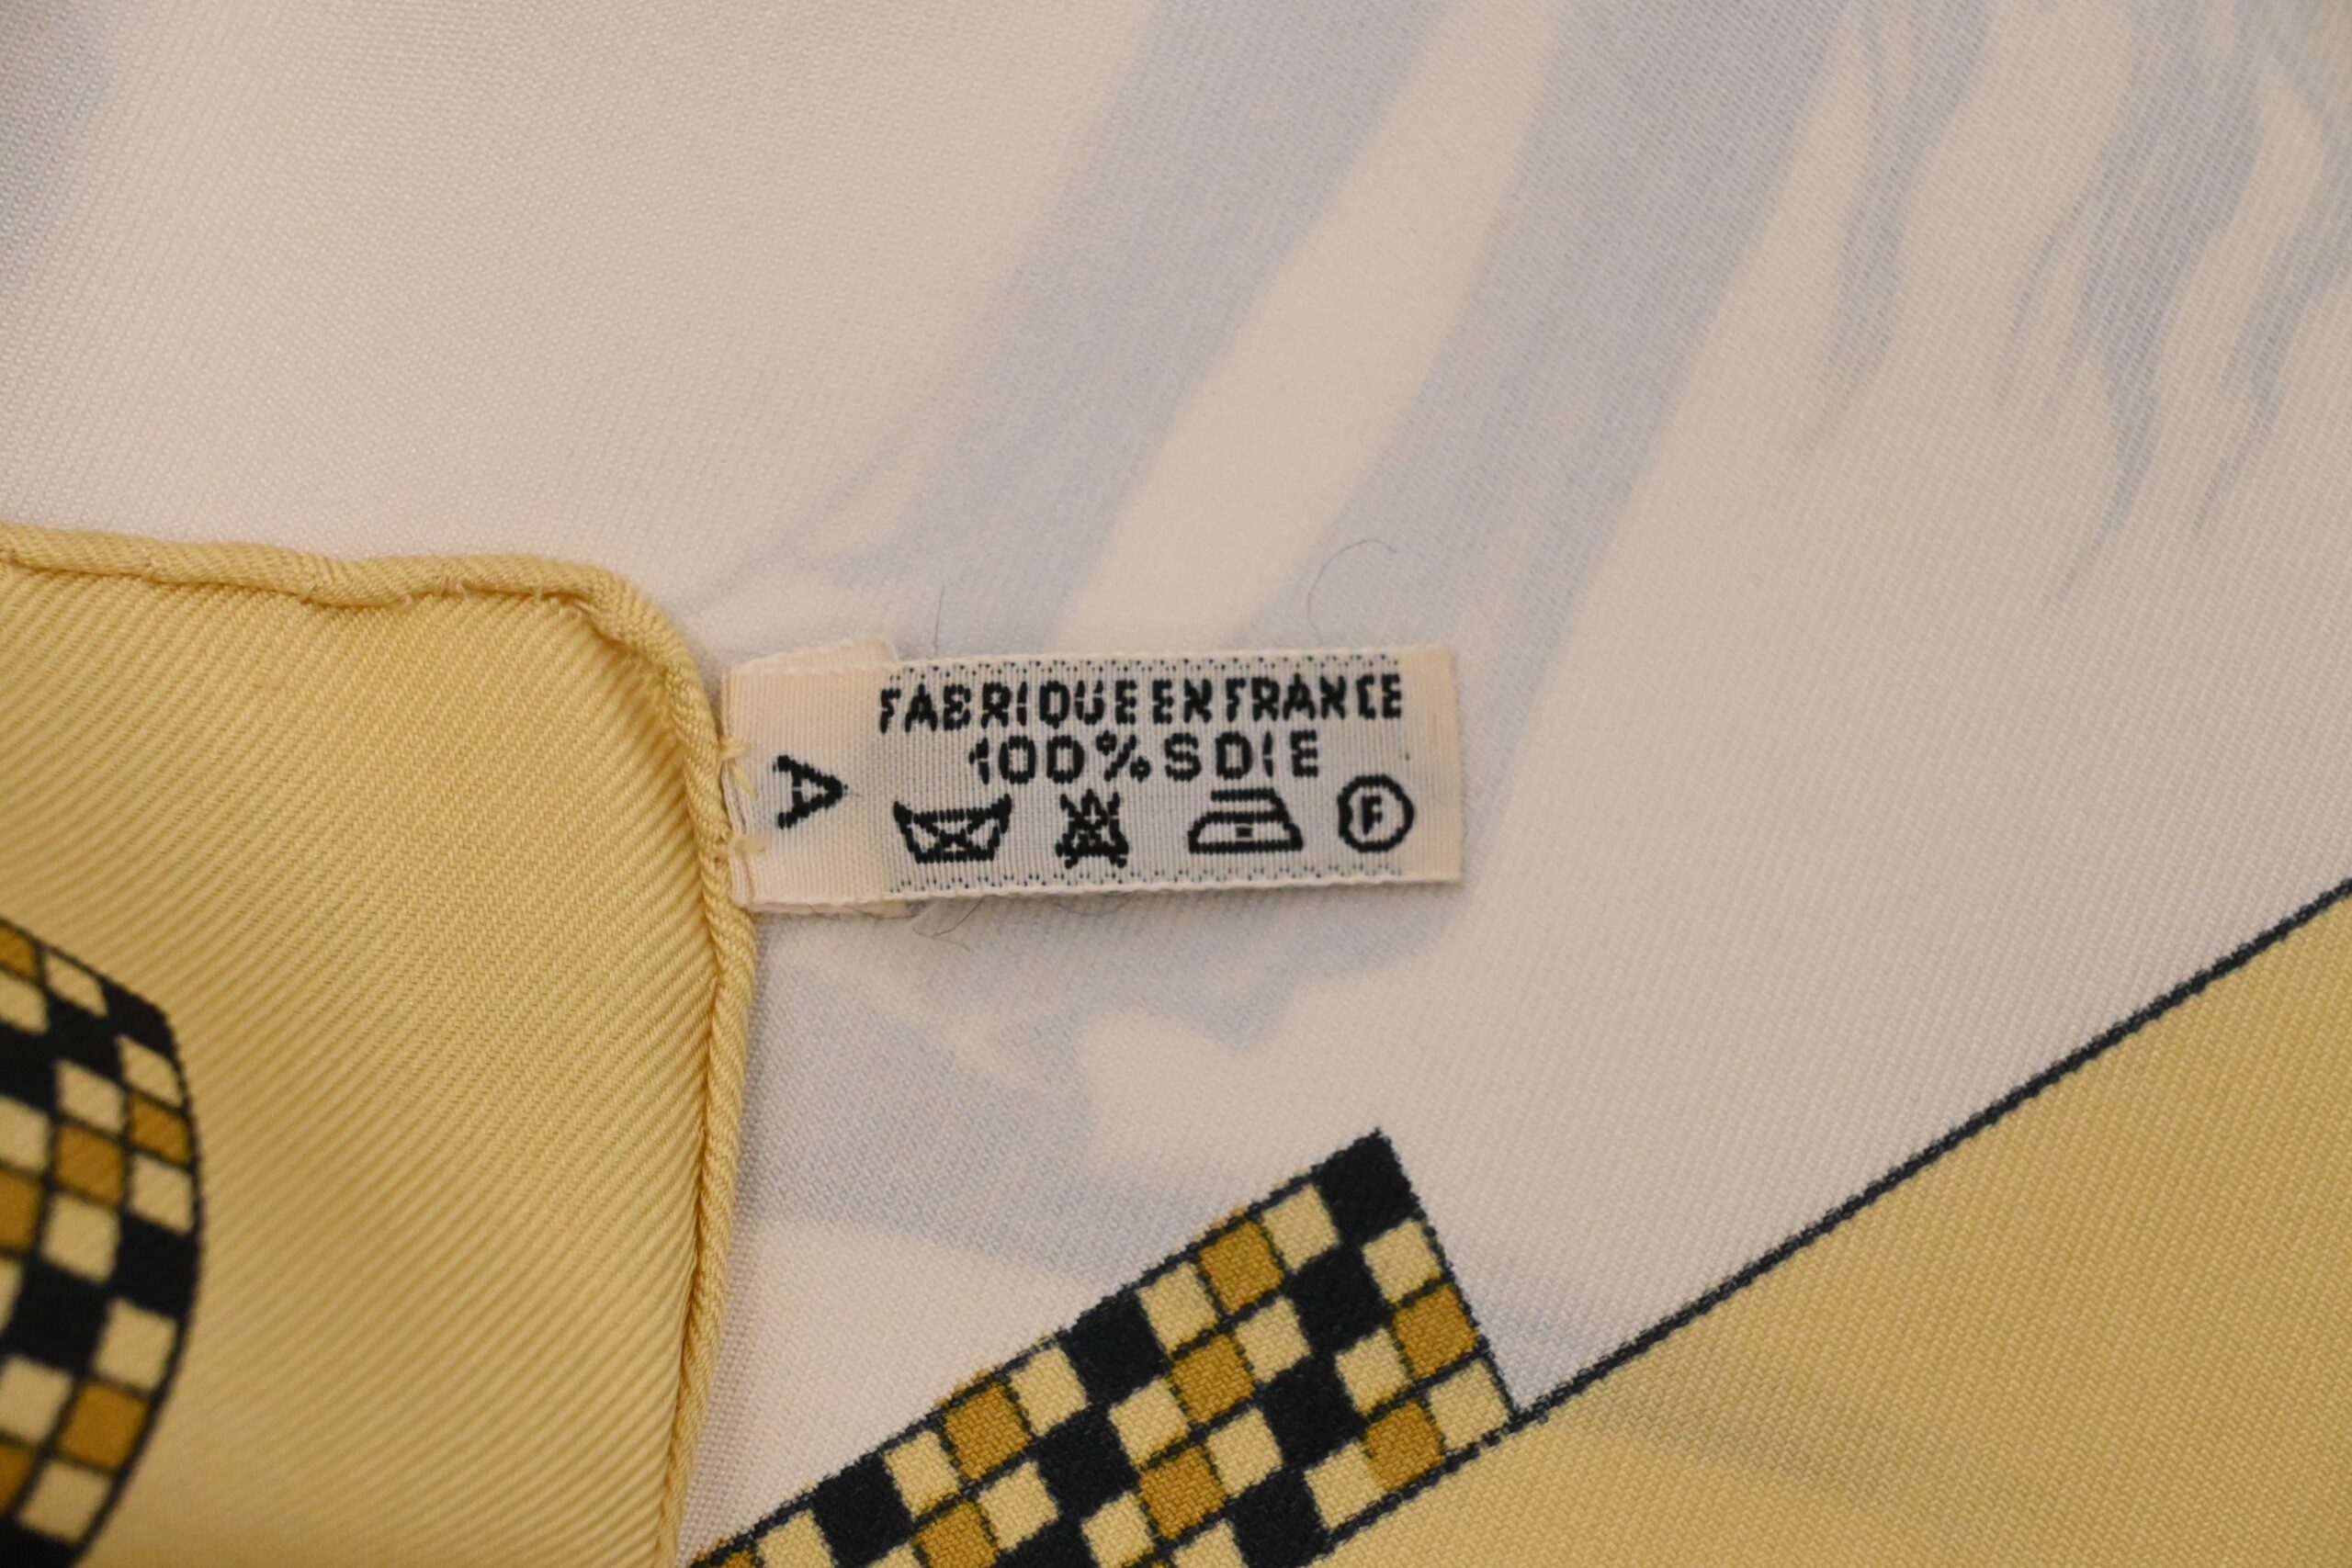 FABRIQUE EN FRANCE
100% SOIE
A
F